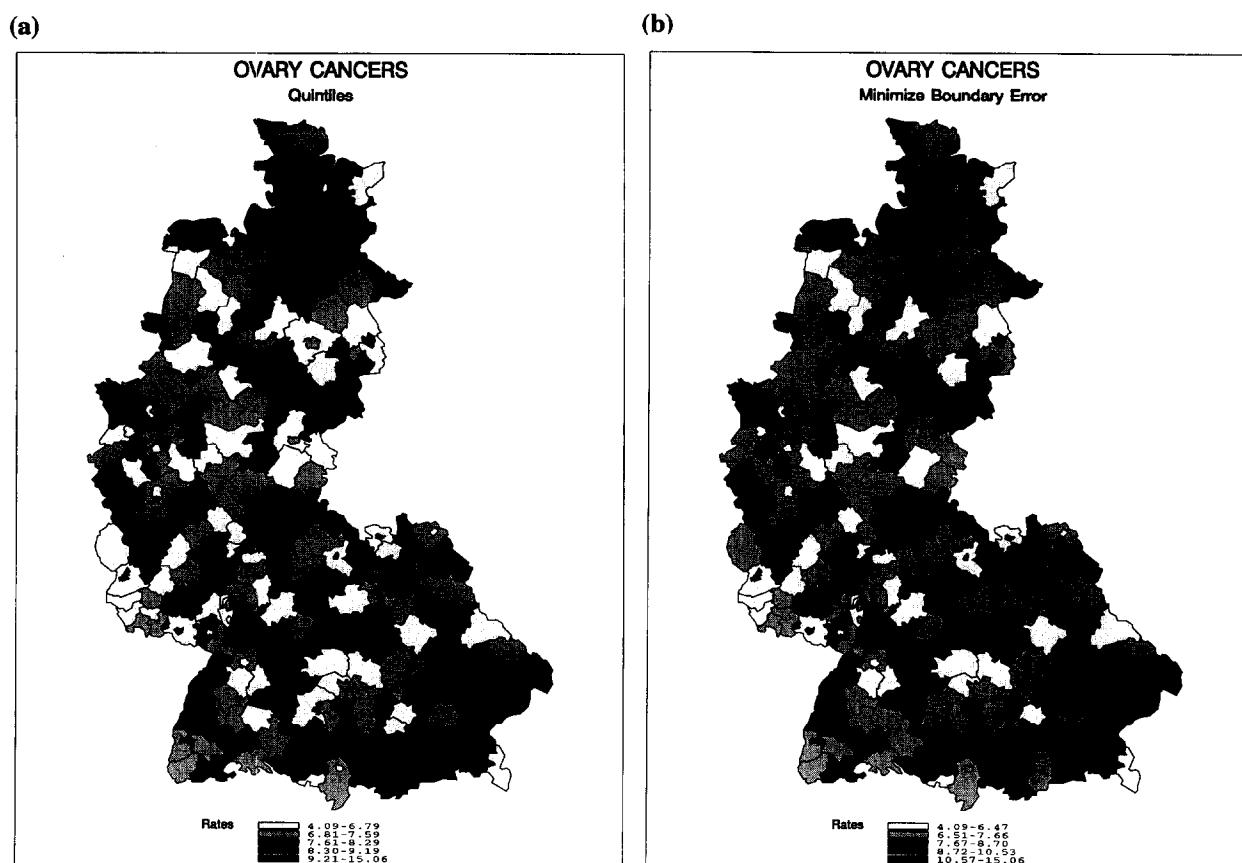 (a)
OVARY CANCERS
Quintiles
Rates
4.09-6.79
6.81-7.59
7.61-8.29
8.30-9.19
9.21-15.06
(b)
OVARY CANCERS
Minimize Boundary Error
Rates
4.09-6.47
6.51-7.66
7.67-8.70
8.72-10.53
10.57-15.06